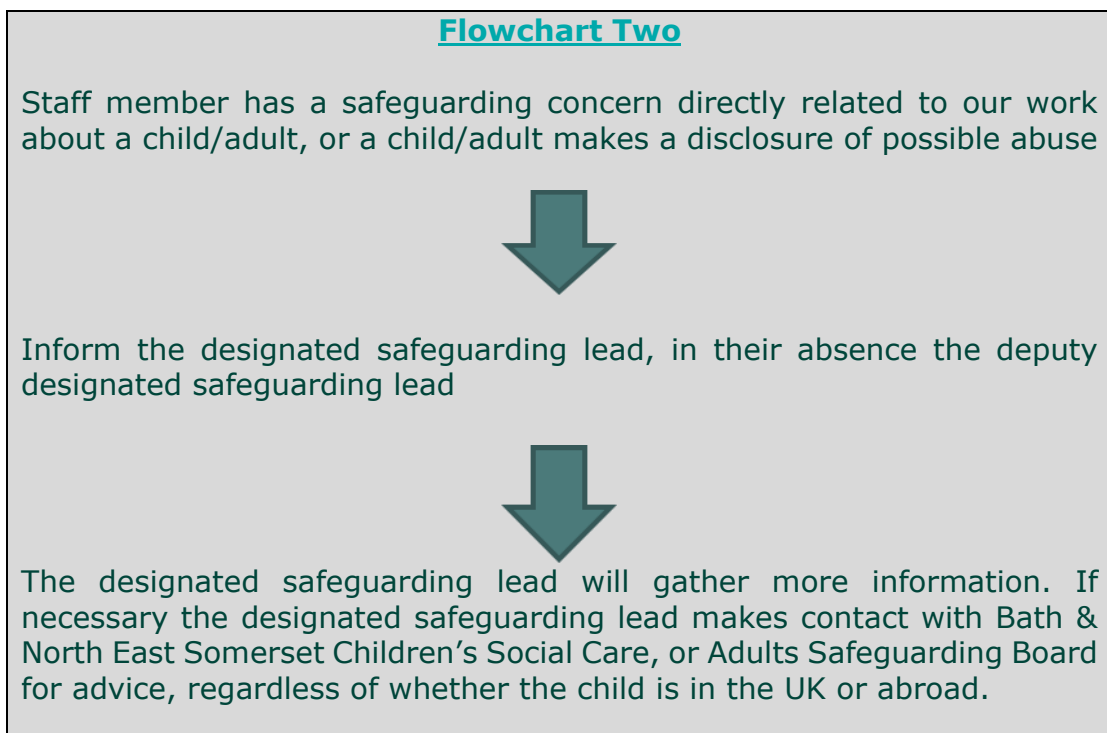 Flowchart Two
Staff member has a safeguarding concern directly related to our work
about a child/adult, or a child/adult makes a disclosure of possible abuse
Inform the designated safeguarding lead, in their absence the deputy
designated safeguarding lead
The designated safeguarding lead will gather more information. If
necessary the designated safeguarding lead makes contact with Bath &
North East Somerset Children’s Social Care, or Adults Safeguarding Board
for advice, regardless of whether the child is in the UK or abroad.